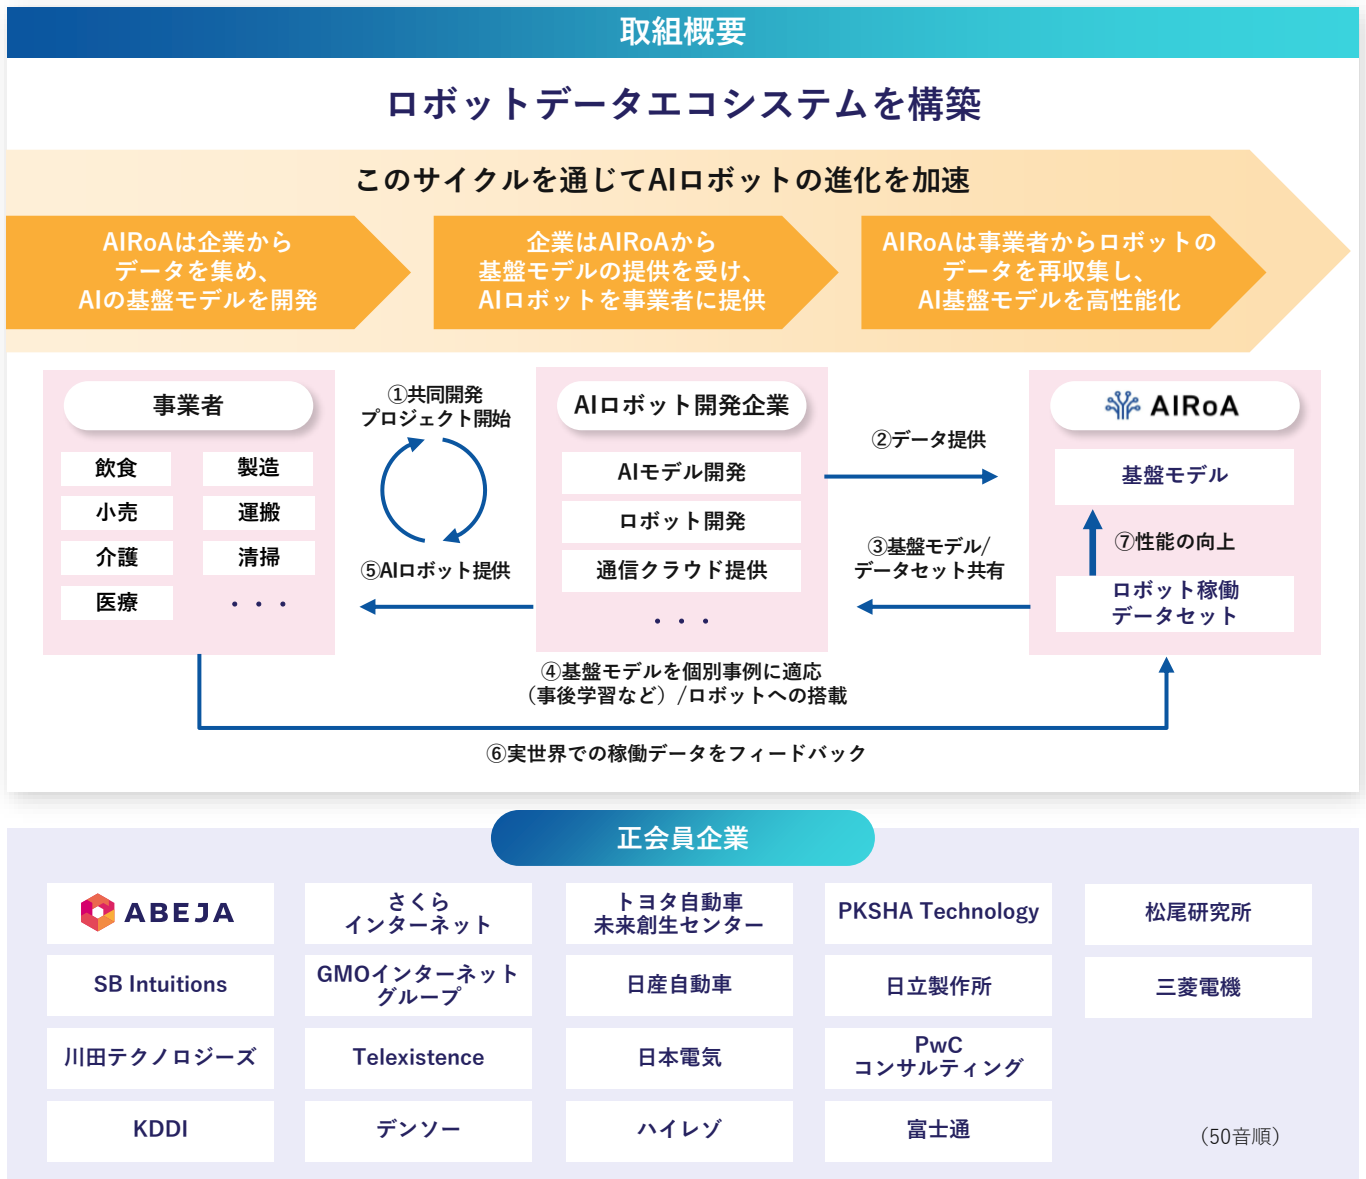 取組概要
ロボットデータエコシステムを構築
このサイクルを通じてAIロボットの進化を加速
AIRoAは企業から
データを集め、
AIの基盤モデルを開発
企業はAIRoAから
基盤モデルの提供を受け、
AIロボットを事業者に提供
AIRoAは事業者からロボットの
データを再収集し、
AI基盤モデルを高性能化
事業者
飲食
製造
小売
運搬
介護
清掃
医療
・・・
①共同開発
プロジェクト開始
⑤AIロボット提供
AIロボット開発企業
AIモデル開発
ロボット開発
通信クラウド提供
・・・
②データ提供
③基盤モデル/
データセット共有
AIRoA
基盤モデル
⑦性能の向上
ロボット稼働
データセット
④基盤モデルを個別事例に適応
（事後学習など）/ロボットへの搭載
⑥実世界での稼働データをフィードバック
正会員企業
ABEJA
SB Intuitions
川田テクノロジーズ
KDDI
さくら
インターネット
GMOインターネット
グループ
Telexistence
デンソー
トヨタ自動車
未来創生センター
日産自動車
日本電気
ハイレゾ
PKSHA Technology
日立製作所
PwC
コンサルティング
富士通
松尾研究所
三菱電機
（50音順）